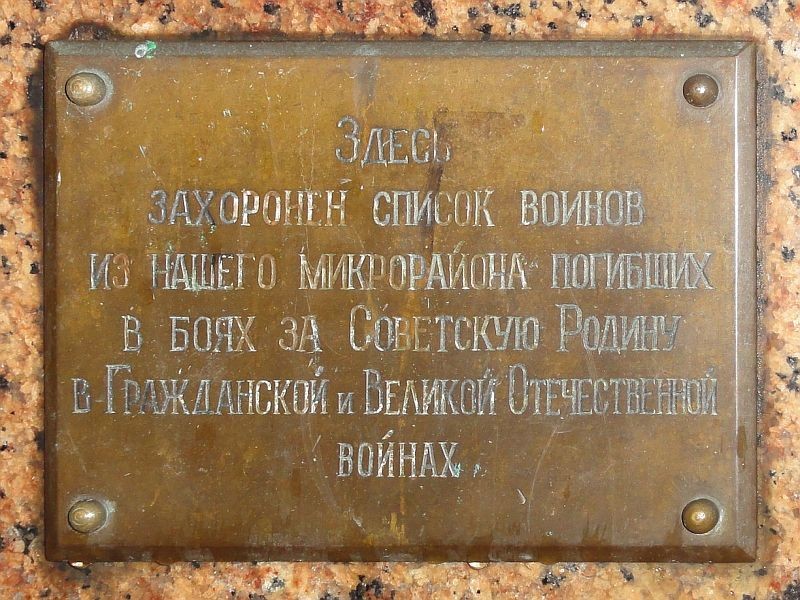 Здесь
захоронен список воинов
из нашего микрорайона погибших
в боях за Советскую Родину
в Гражданской и Великой Отечественной
войнах